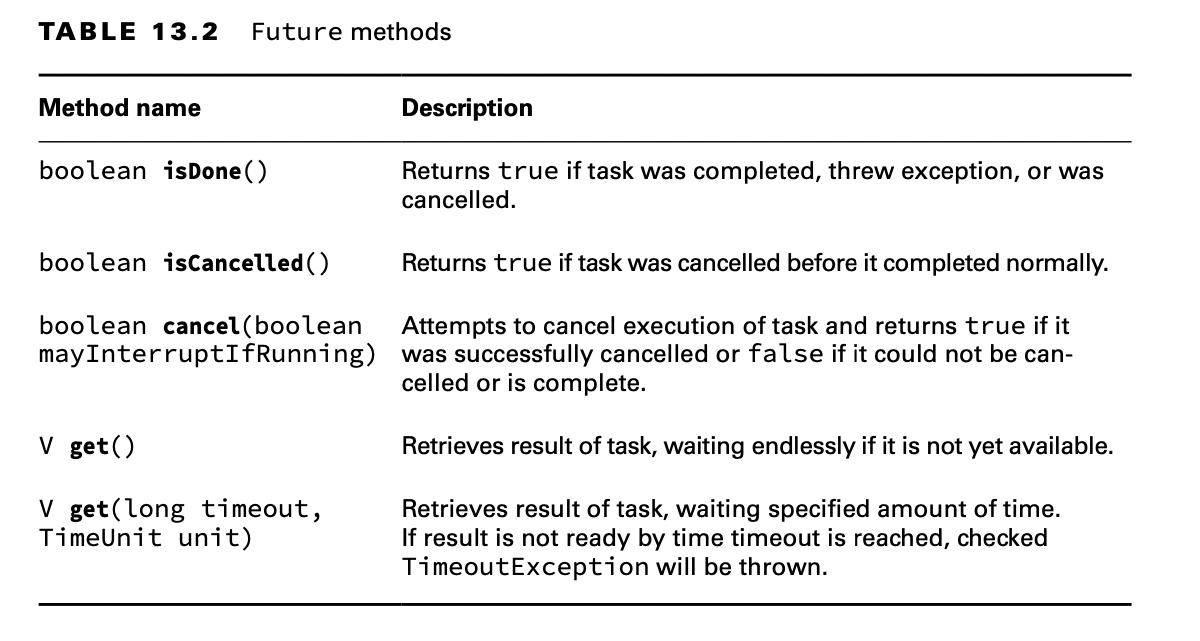 TABLE 13.2 Future methods
Method name Description
boolean isDone() Returns true if task was completed, threw exception, or was
cancelled.
boolean isCancelled() Returns true if task was cancelled before it completed normally.
boolean cancel(boolean Attempts to cancel execution of task and returns true if it
mayInterruptIfRunning) was successfully cancelled or false if it could not be can-
celled or is complete.
V get() Retrieves result of task, waiting endlessly if it is not yet available.
V get(long timeout, Retrieves result of task, waiting specified amount of time.
TimeUnit unit) If result is not ready by time timeout is reached, checked
TimeoutException will be thrown.